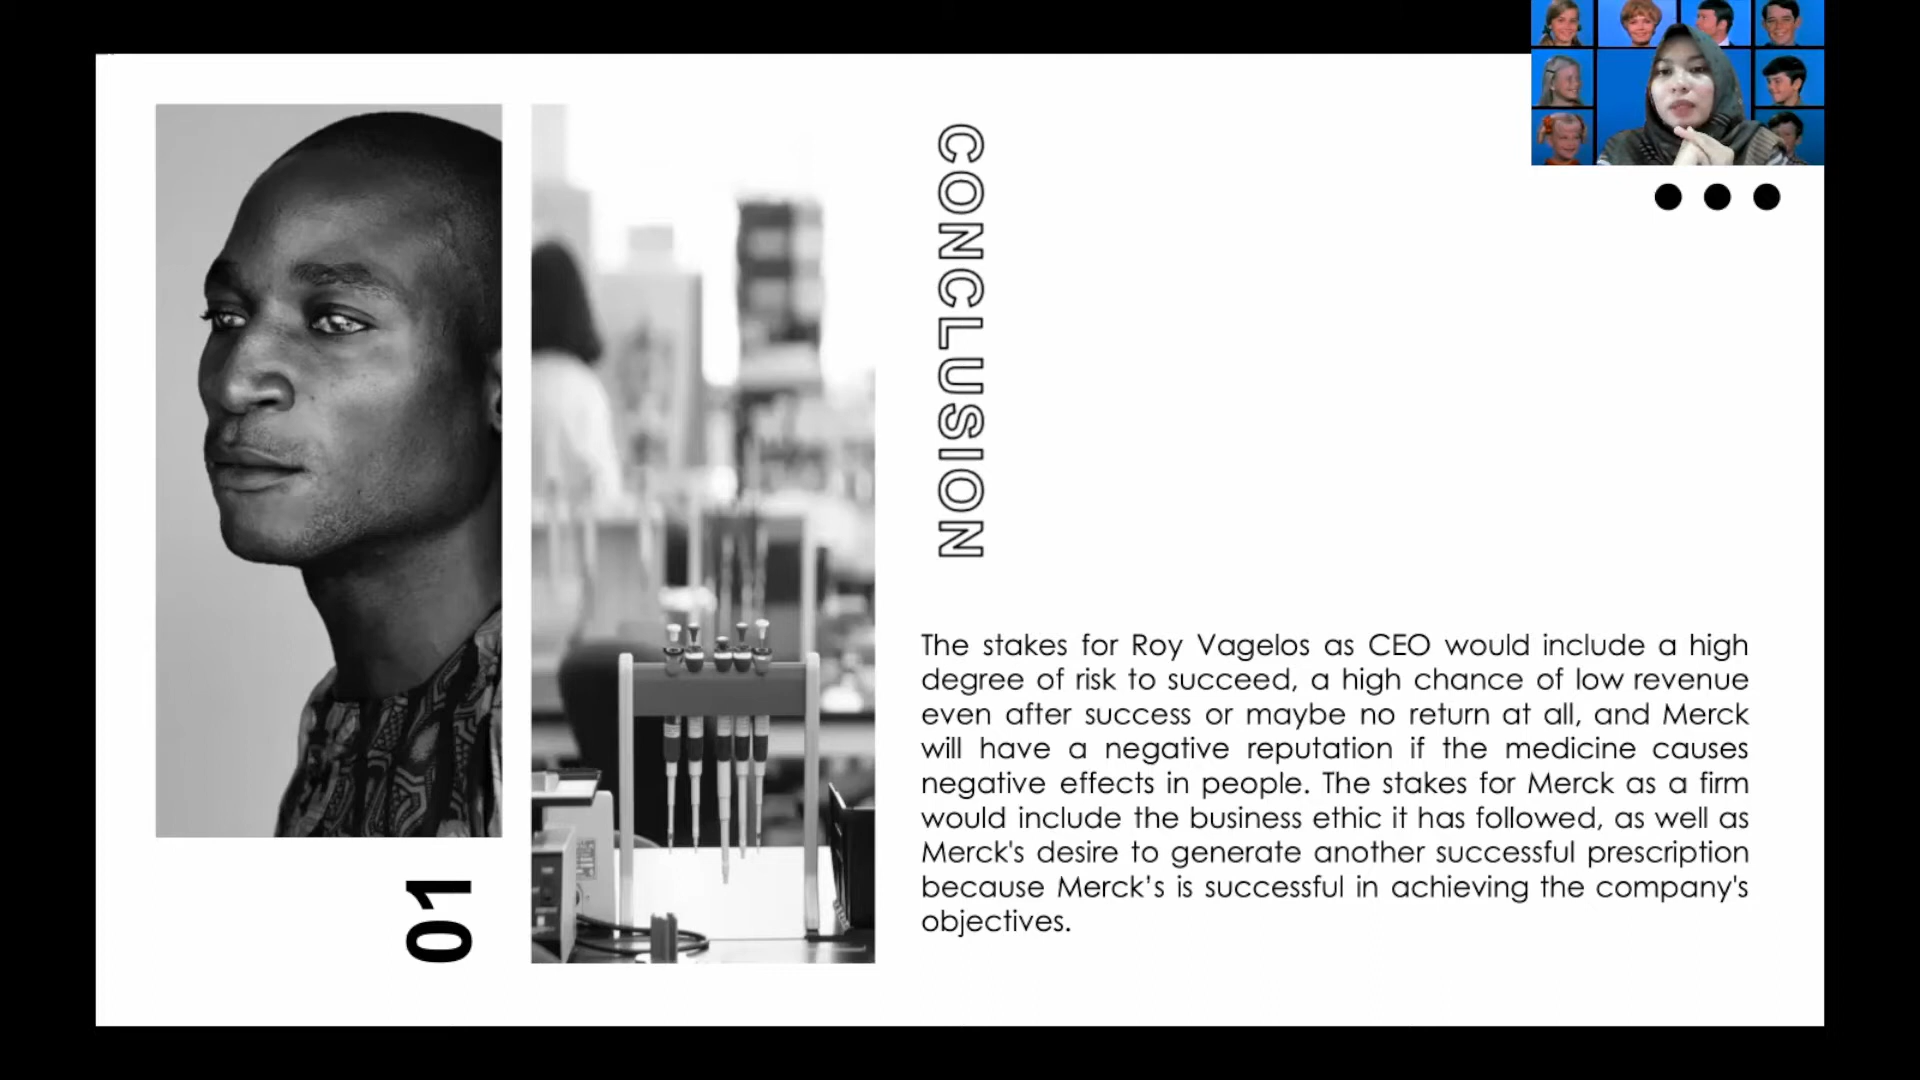 CONCLUSION
The stakes for Roy Vagelos as CEO would include a high
degree of risk to succeed, a high chance of low revenue
even after success or maybe no return at all, and Merck
will have a negative reputation if the medicine causes
negative effects in people. The stakes for Merck as a firm
would include the business ethic it has followed, as well as
Merck's desire to generate another successful prescription
because Merck’s is successful in achieving the company's
objectives.
01